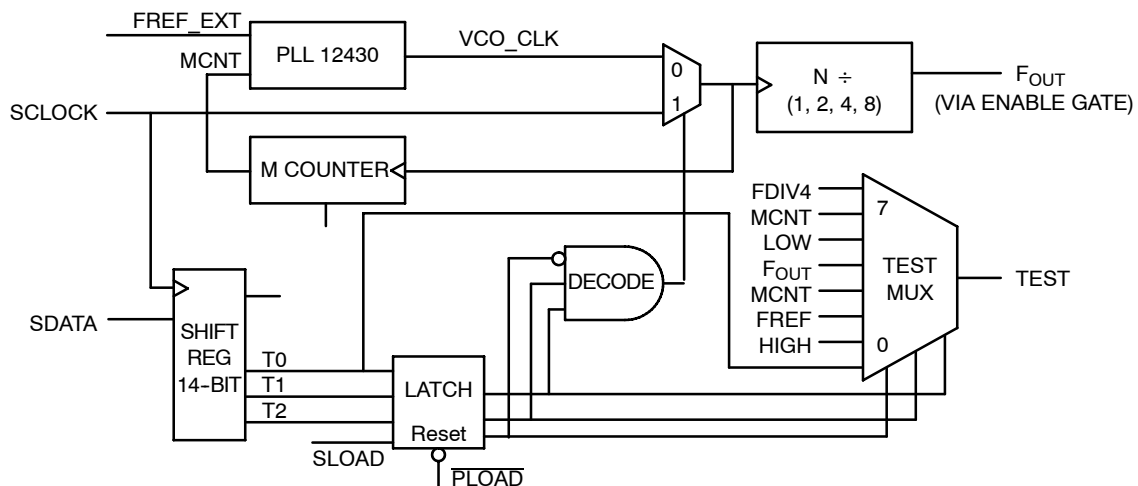 FREF_EXT
MCNT
PLL 12430
VCO_CLK
0
1
N ÷
(1, 2, 4, 8)
FOUT
(VIA ENABLE GATE)
SCLOCK
M COUNTER
FDIV4
MCNT
LOW
FOUT
MCNT
FREF
HIGH
7
TEST
MUX
0
TEST
DECODE
SDATA
SHIFT
REG
14-BIT
T0
T1
T2
LATCH
Reset
SLOAD
PLOAD